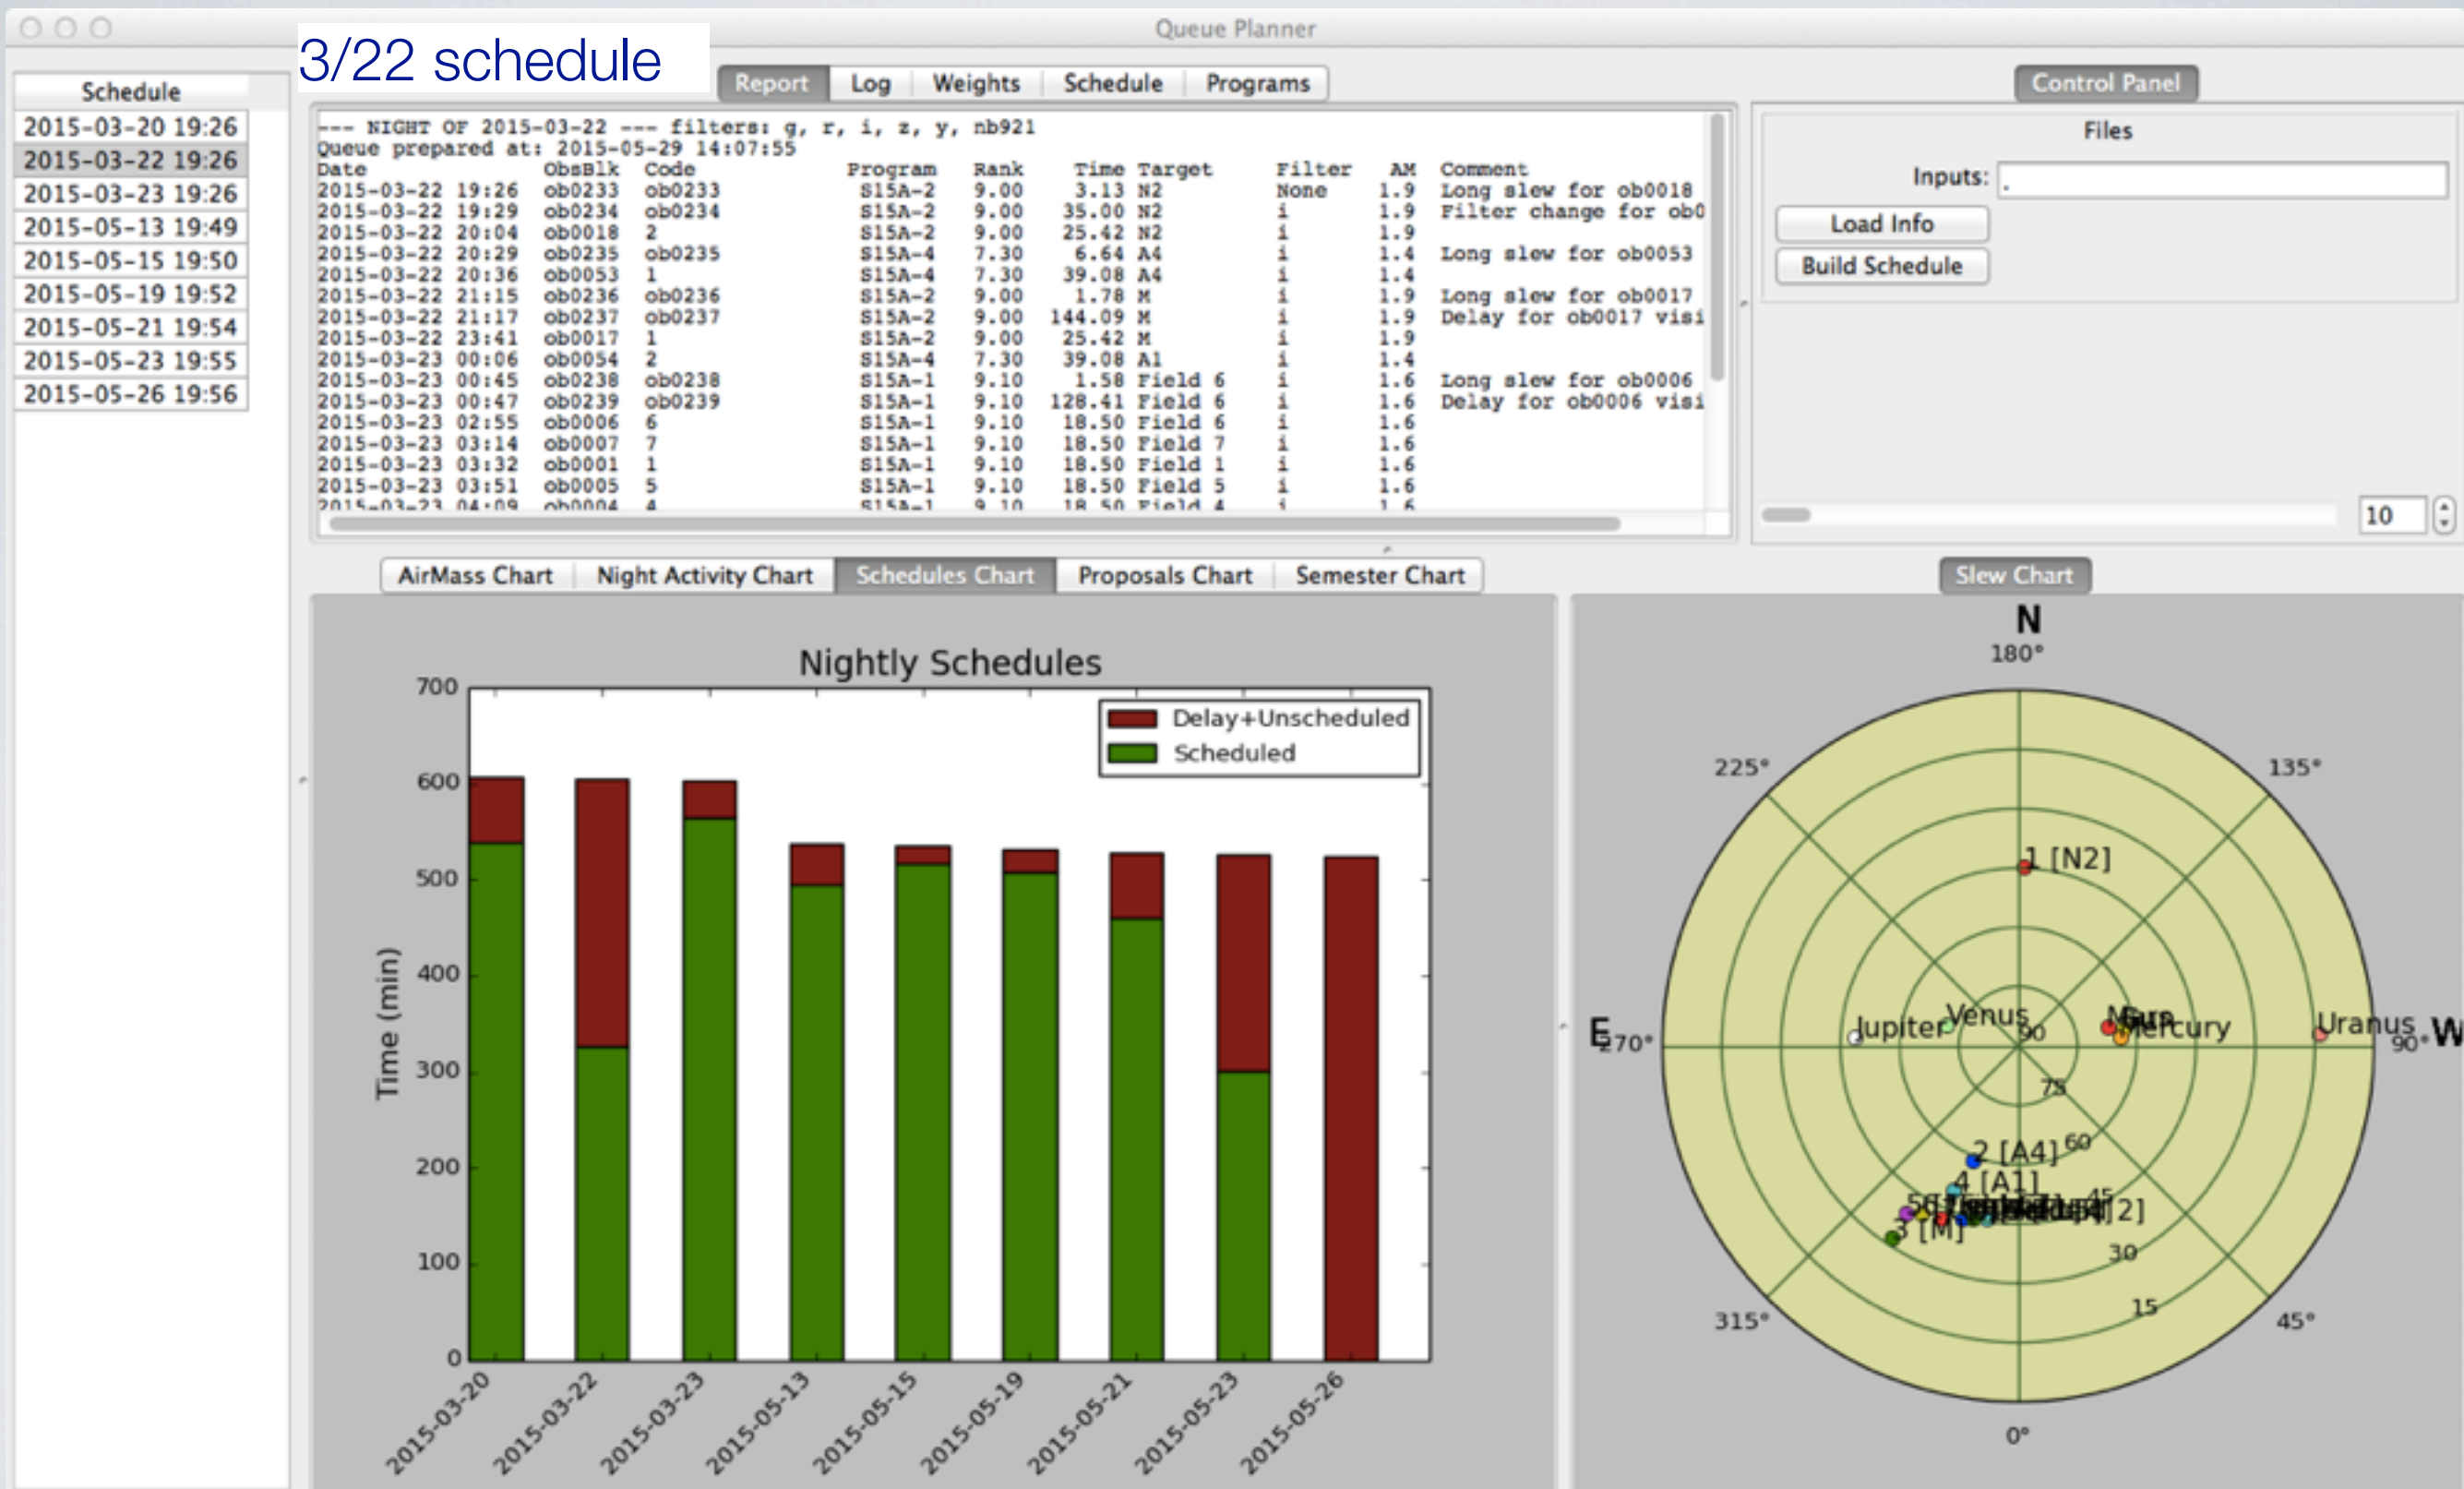 Queue Planner
3/22 schedule
Schedule
2015-03-20 19:26
2015-03-22 19:26
2015-03-23 19:26
2015-05-13 19:49
2015-05-15 19:50
2015-05-19 19:52
2015-05-21 19:54
2015-05-23 19:55
2015-05-26 19:56
Report Log Weights Schedule Programs
--- NIGHT OF 2015-03-22 --- filters: g, r, i, z, y, nb921
Queue prepared at: 2015-05-29 14:07:55
Date ObsBlk Code Program Rank Time Target Filter AM Comment
2015-03-22 19:26 ob0233 ob0233 S15A-2 9.00 3.13 N2 None 1.9 Long slew for ob0018
2015-03-22 19:29 ob0234 ob0234 S15A-2 9.00 35.00 N2 i 1.9 Filter change for ob0
2015-03-22 20:04 ob0018 2 S15A-2 9.00 25.42 N2 i 1.9
2015-03-22 20:29 ob0235 ob0235 S15A-4 7.30 6.64 A4 i 1.4 Long slew for ob0053
2015-03-22 20:36 ob0053 1 S15A-4 7.30 39.08 A4 i 1.4
2015-03-22 21:15 ob0236 ob0236 S15A-2 9.00 1.78 M i 1.9 Long slew for ob0017
2015-03-22 21:17 ob0237 ob0237 S15A-2 9.00 144.09 M i 1.9 Delay for ob0017 visi
2015-03-22 23:41 ob0017 1 S15A-2 9.00 25.42 M i 1.9
2015-03-23 00:06 ob0054 2 S15A-4 7.30 39.08 A1 i 1.4
2015-03-23 00:45 ob0238 ob0238 S15A-1 9.10 1.58 Field 6 i 1.6 Long slew for ob0006
2015-03-23 00:47 ob0239 ob0239 S15A-1 9.10 128.41 Field 6 i 1.6 Delay for ob0006 visi
2015-03-23 02:55 ob0006 6 S15A-1 9.10 18.50 Field 6 i 1.6
2015-03-23 03:14 ob0007 7 S15A-1 9.10 18.50 Field 7 i 1.6
2015-03-23 03:32 ob0001 1 S15A-1 9.10 18.50 Field 1 i 1.6
2015-03-23 03:51 ob0005 5 S15A-1 9.10 18.50 Field 5 i 1.6
2015-03-23 04:09 ob0004 4 S15A-1 9.10 18.50 Field 4 i 1.6
Control Panel
Files
Inputs: .
Load Info
Build Schedule
10
AirMass Chart Night Activity Chart Schedules Chart Proposals Chart Semester Chart
Nightly Schedules
Delay+Unscheduled
Scheduled
Time (min)
700
600
500
400
300
200
100
0
2015-03-20
2015-03-22
2015-03-23
2015-05-13
2015-05-15
2015-05-19
2015-05-21
2015-05-23
2015-05-26
Slew Chart
N
180°
225° 135°
1 [N2]
Jupiter Venus Mercury Uranus
E 270° 90 90° W
75
2 [A4] 60
4 [A1]
45
3 [M]
30
15
315° 45°
0°